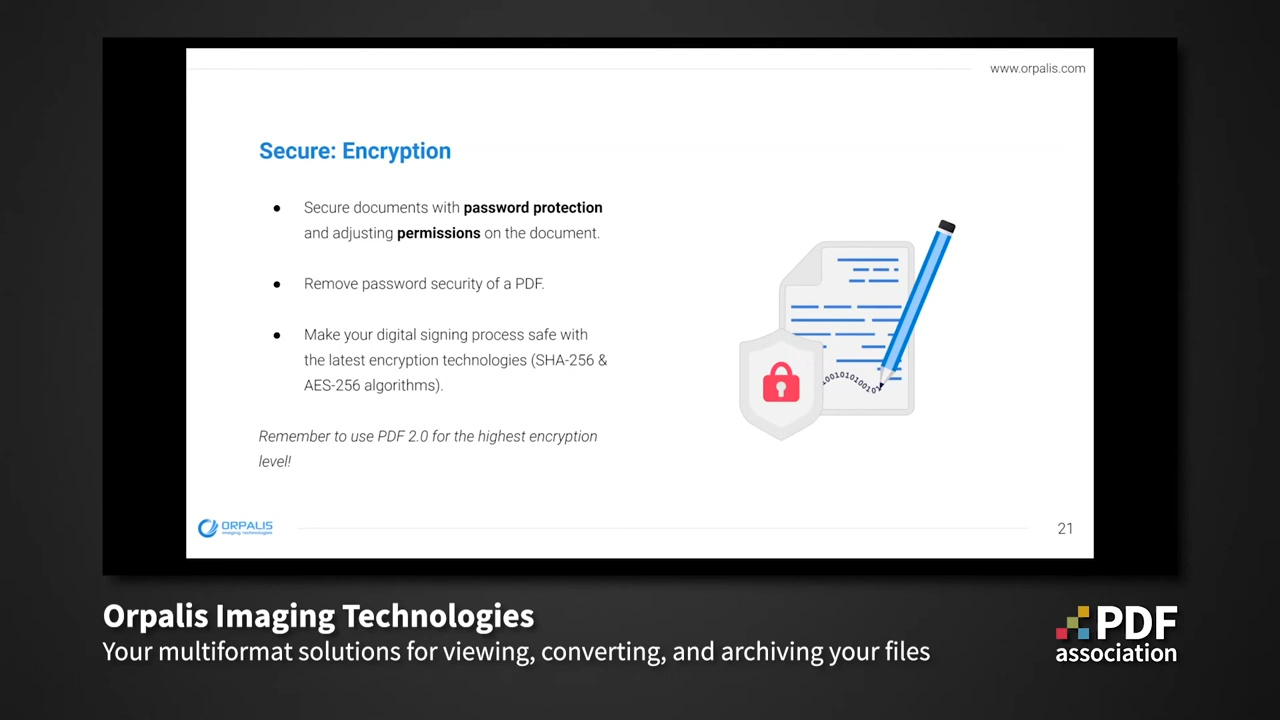 www.orpalis.com
Secure: Encryption
● Secure documents with password protection
and adjusting permissions on the document.
● Remove password security of a PDF.
● Make your digital signing process safe with
the latest encryption technologies (SHA-256 &
AES-256 algorithms).
Remember to use PDF 2.0 for the highest encryption
level!
ORPALIS
Imaging Technologies
21
Orpalis Imaging Technologies
Your multiformat solutions for viewing, converting, and archiving your files
PDF
association